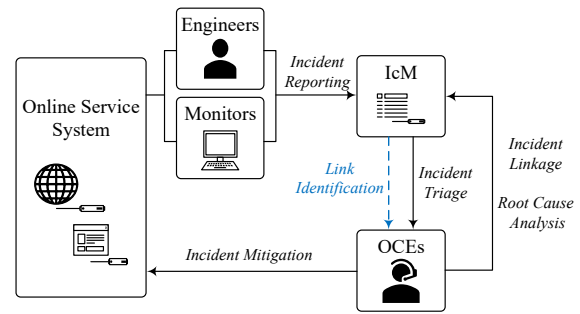 Engineers
Online Service
System
Monitors
Incident
Reporting
IcM
Link
Identification
Incident
Triage
Incident
Linkage
Root Cause
Analysis
OCEs
Incident Mitigation